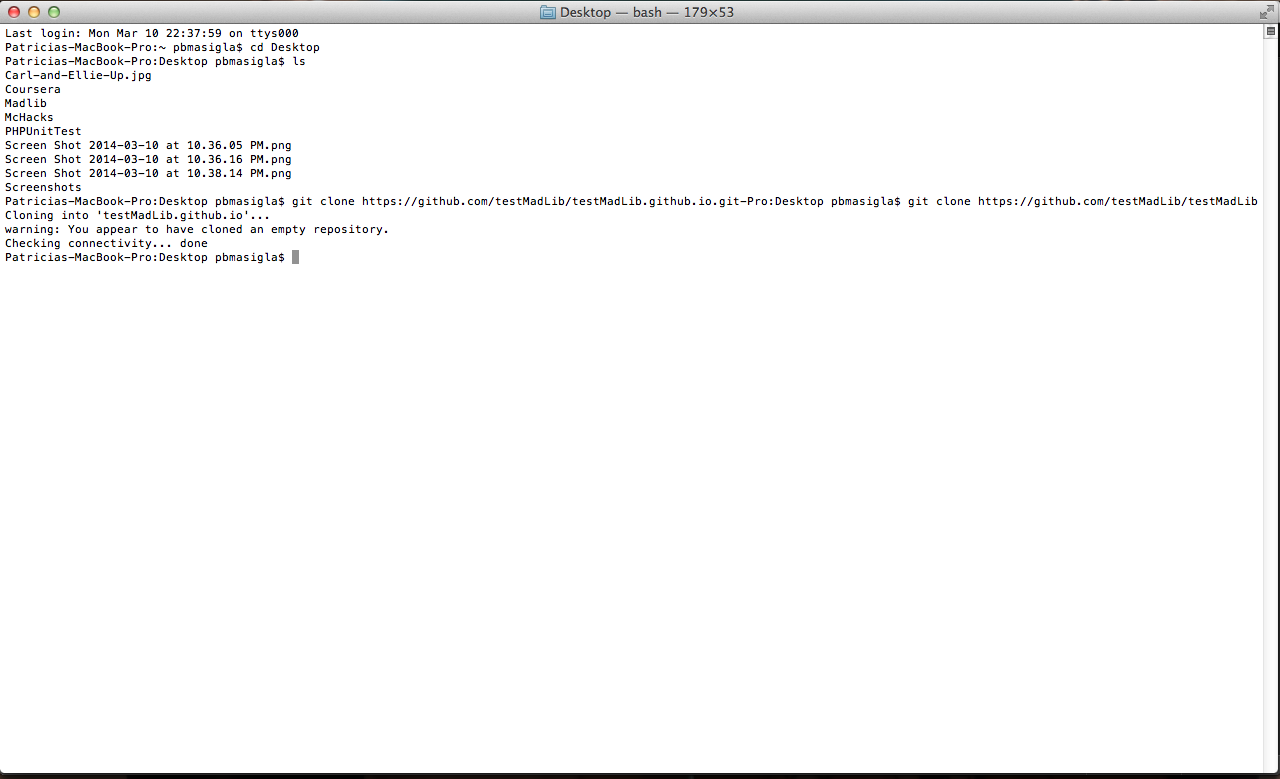 Desktop — bash — 179×53
Last login: Mon Mar 10 22:37:59 on ttys000
Patricias-MacBook-Pro:~ pbmasigla$ cd Desktop
Patricias-MacBook-Pro:Desktop pbmasigla$ ls
Carl-and-Ellie-Up.jpg
Coursera
Madlib
McHacks
PHPUnitTest
Screen Shot 2014-03-10 at 10.36.05 PM.png
Screen Shot 2014-03-10 at 10.36.16 PM.png
Screen Shot 2014-03-10 at 10.38.14 PM.png
Screenshots
Patricias-MacBook-Pro:Desktop pbmasigla$ git clone https://github.com/testMadLib/testMadLib.github.io.git-Pro:Desktop pbmasigla$ git clone https://github.com/testMadLib/testMadLib
Cloning into 'testMadLib.github.io'...
warning: You appear to have cloned an empty repository.
Checking connectivity... done
Patricias-MacBook-Pro:Desktop pbmasigla$